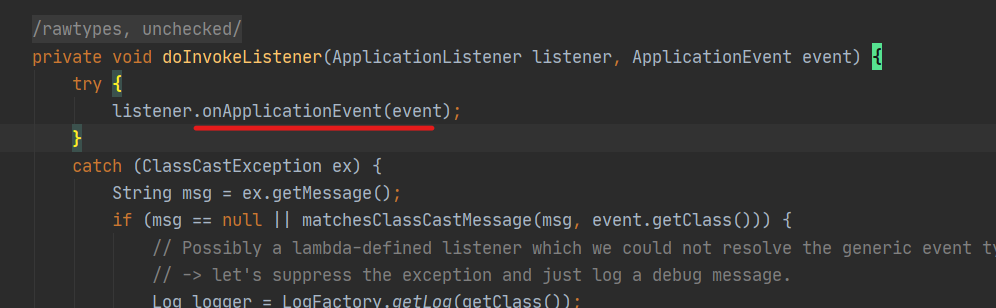 /rawtypes, unchecked/
private void doInvokeListener(ApplicationListener listener, ApplicationEvent event) {
try {
listener.onApplicationEvent(event);
}
catch (ClassCastException ex) {
String msg = ex.getMessage();
if (msg == null || matchesClassCastMessage(msg, event.getClass())) {
// Possibly a lambda-defined listener which we could not resolve the generic event ty
// -> let's suppress the exception and just log a debug message.
Log logger = LogFactory.getLog(getClass());